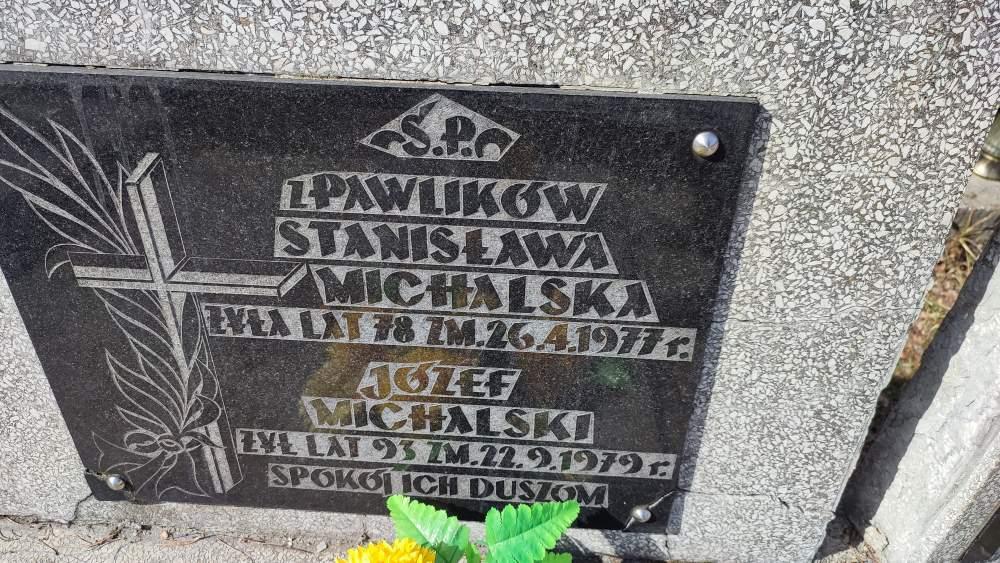 Ś.P.
Z PAWLIKÓW
STANISŁAWA
MICHALSKA
ŻYŁA LAT 78 ZM. 26.4.1977 r.
JÓZEF
MICHALSKI
ŻYŁ LAT 93 ZM. 22.9.1979 r.
SPOKÓJ ICH DUSZOM